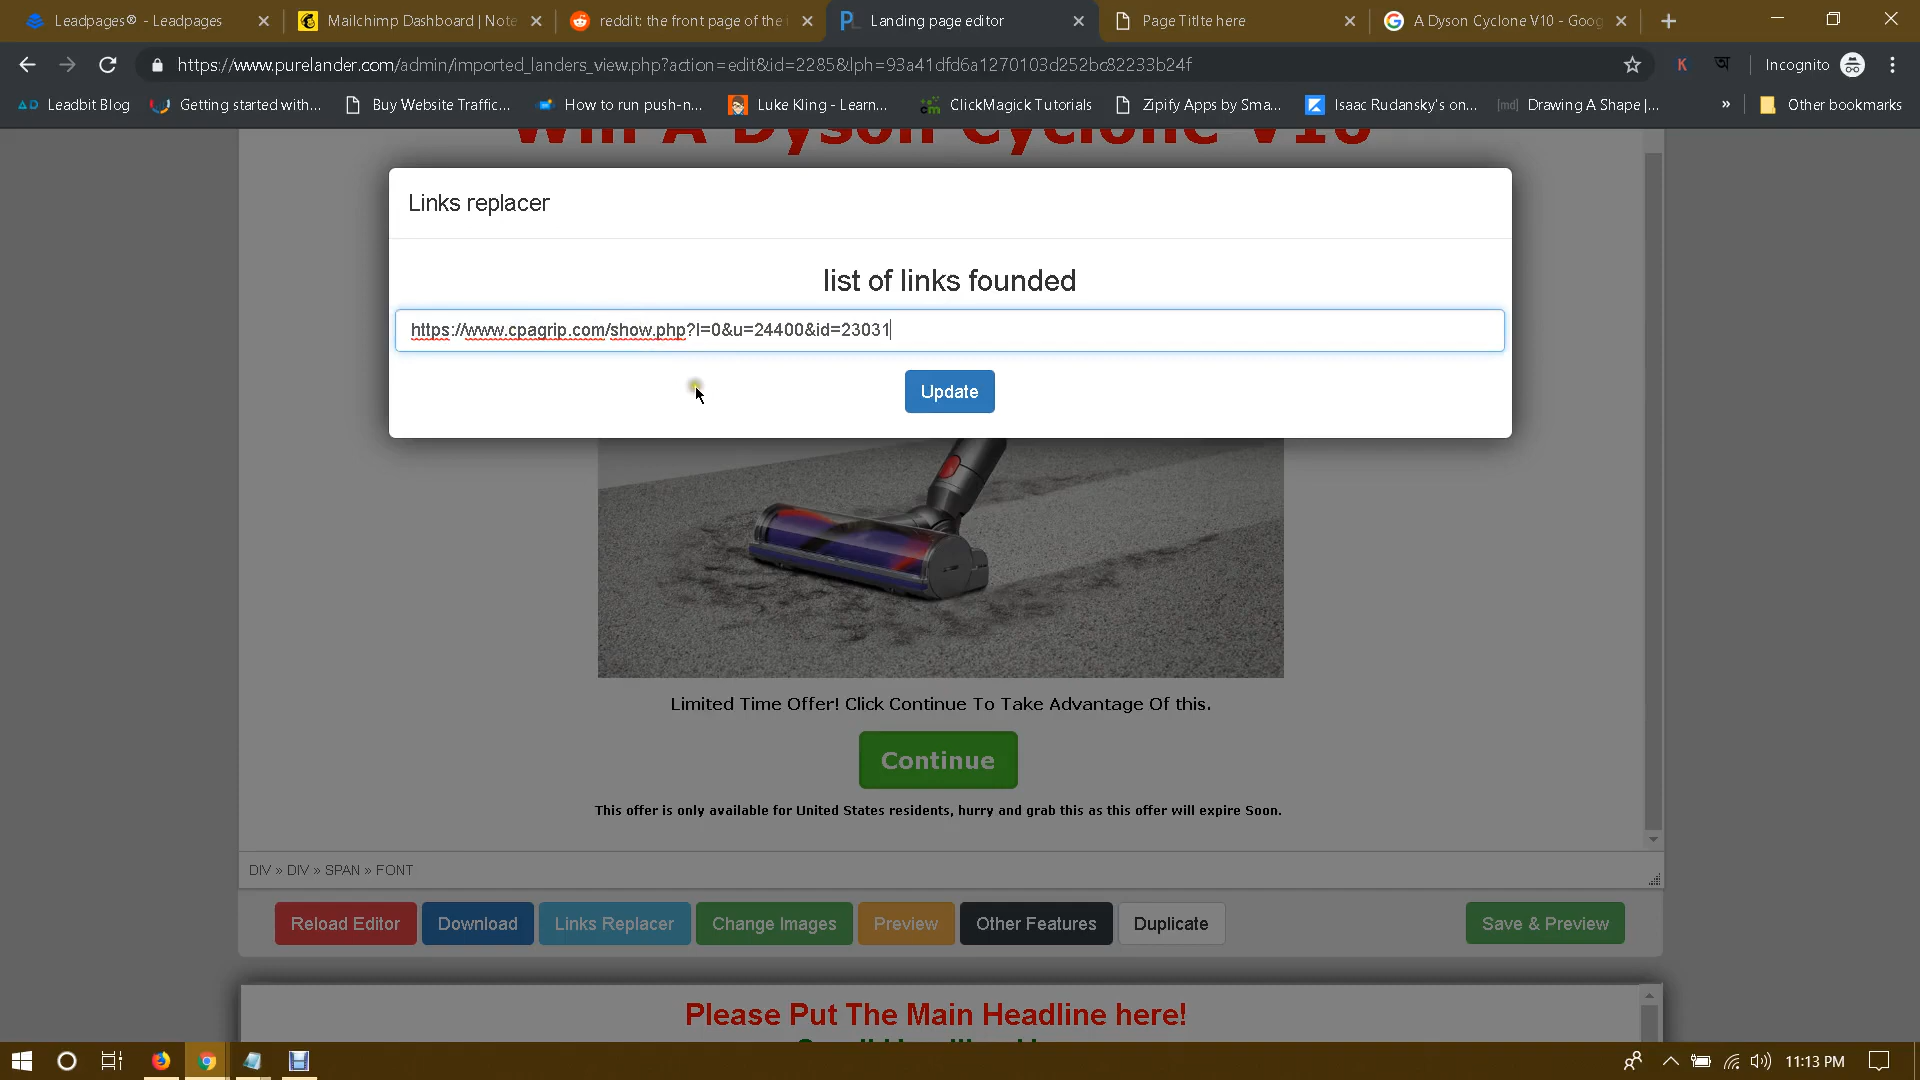 Leadpages® - Leadpages
Mailchimp Dashboard | Note
reddit: the front page of the i
Landing page editor
Page Titlte here
A Dyson Cyclone V10 - Goog
https://www.purelander.com/admin/imported_landers_view.php?action=edit&id=2285&lph=93a41dfd6a1270103d252bc82233b24f
K
অ
Incognito
Leadbit Blog
Getting started with...
Buy Website Traffic...
How to run push-n...
Luke Kling - Learn...
ClickMagick Tutorials
Zipify Apps by Sma...
Isaac Rudansky's on...
[md] Drawing A Shape |...
»
Other bookmarks
Win A Dyson Cyclone V10
Links replacer
list of links founded
https://www.cpagrip.com/show.php?l=0&u=24400&id=23031
Update
Limited Time Offer! Click Continue To Take Advantage Of this.
Continue
This offer is only available for United States residents, hurry and grab this as this offer will expire Soon.
DIV » DIV » SPAN » FONT
Reload Editor
Download
Links Replacer
Change Images
Preview
Other Features
Duplicate
Save & Preview
Please Put The Main Headline here!
11:13 PM